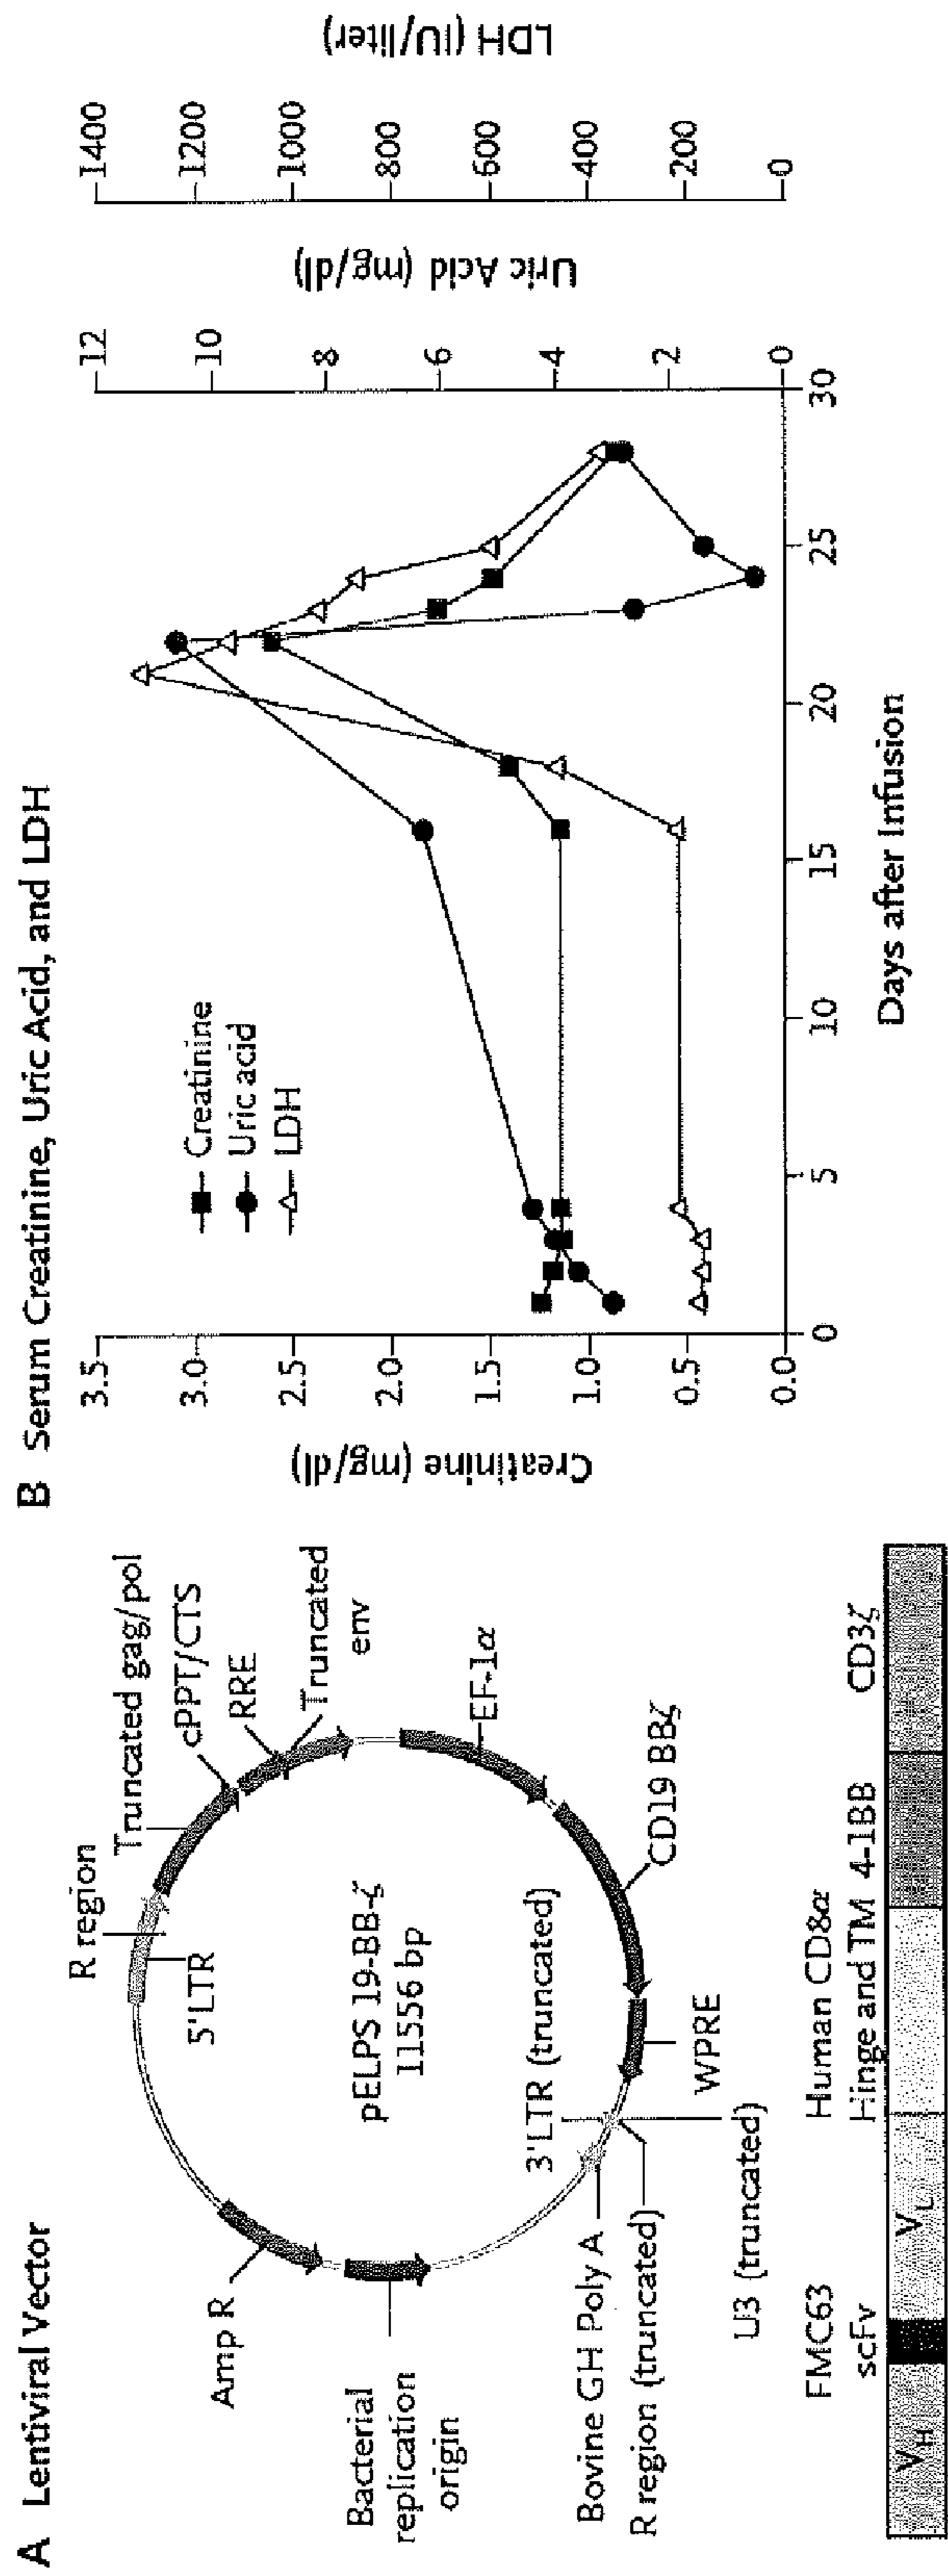 A Lentiviral Vector
R region
Truncated gag/pol
cPPT/CTS
RRE
Truncated
env
5'LTR
Amp R
pELPS 19-BB-ζ
11556 bp
EF-1α
Bacterial
replication
origin
3'LTR (truncated)
CD19 BBζ
Bovine GH Poly A
R region (truncated)
WPRE
U3 (truncated)
FMC63
scFv
Human CD8α
Hinge and TM
4-1BB
CD3ζ
VH
VL
B Serum Creatinine, Uric Acid, and LDH
Creatinine
Uric acid
LDH
Creatinine (mg/dl)
3.5
3.0
2.5
2.0
1.5
1.0
0.5
0.0
0
5
10
15
20
25
30
Days after Infusion
12
10
8
6
4
2
0
Uric Acid (mg/dl)
1400
1200
1000
800
600
400
200
0
LDH (IU/liter)